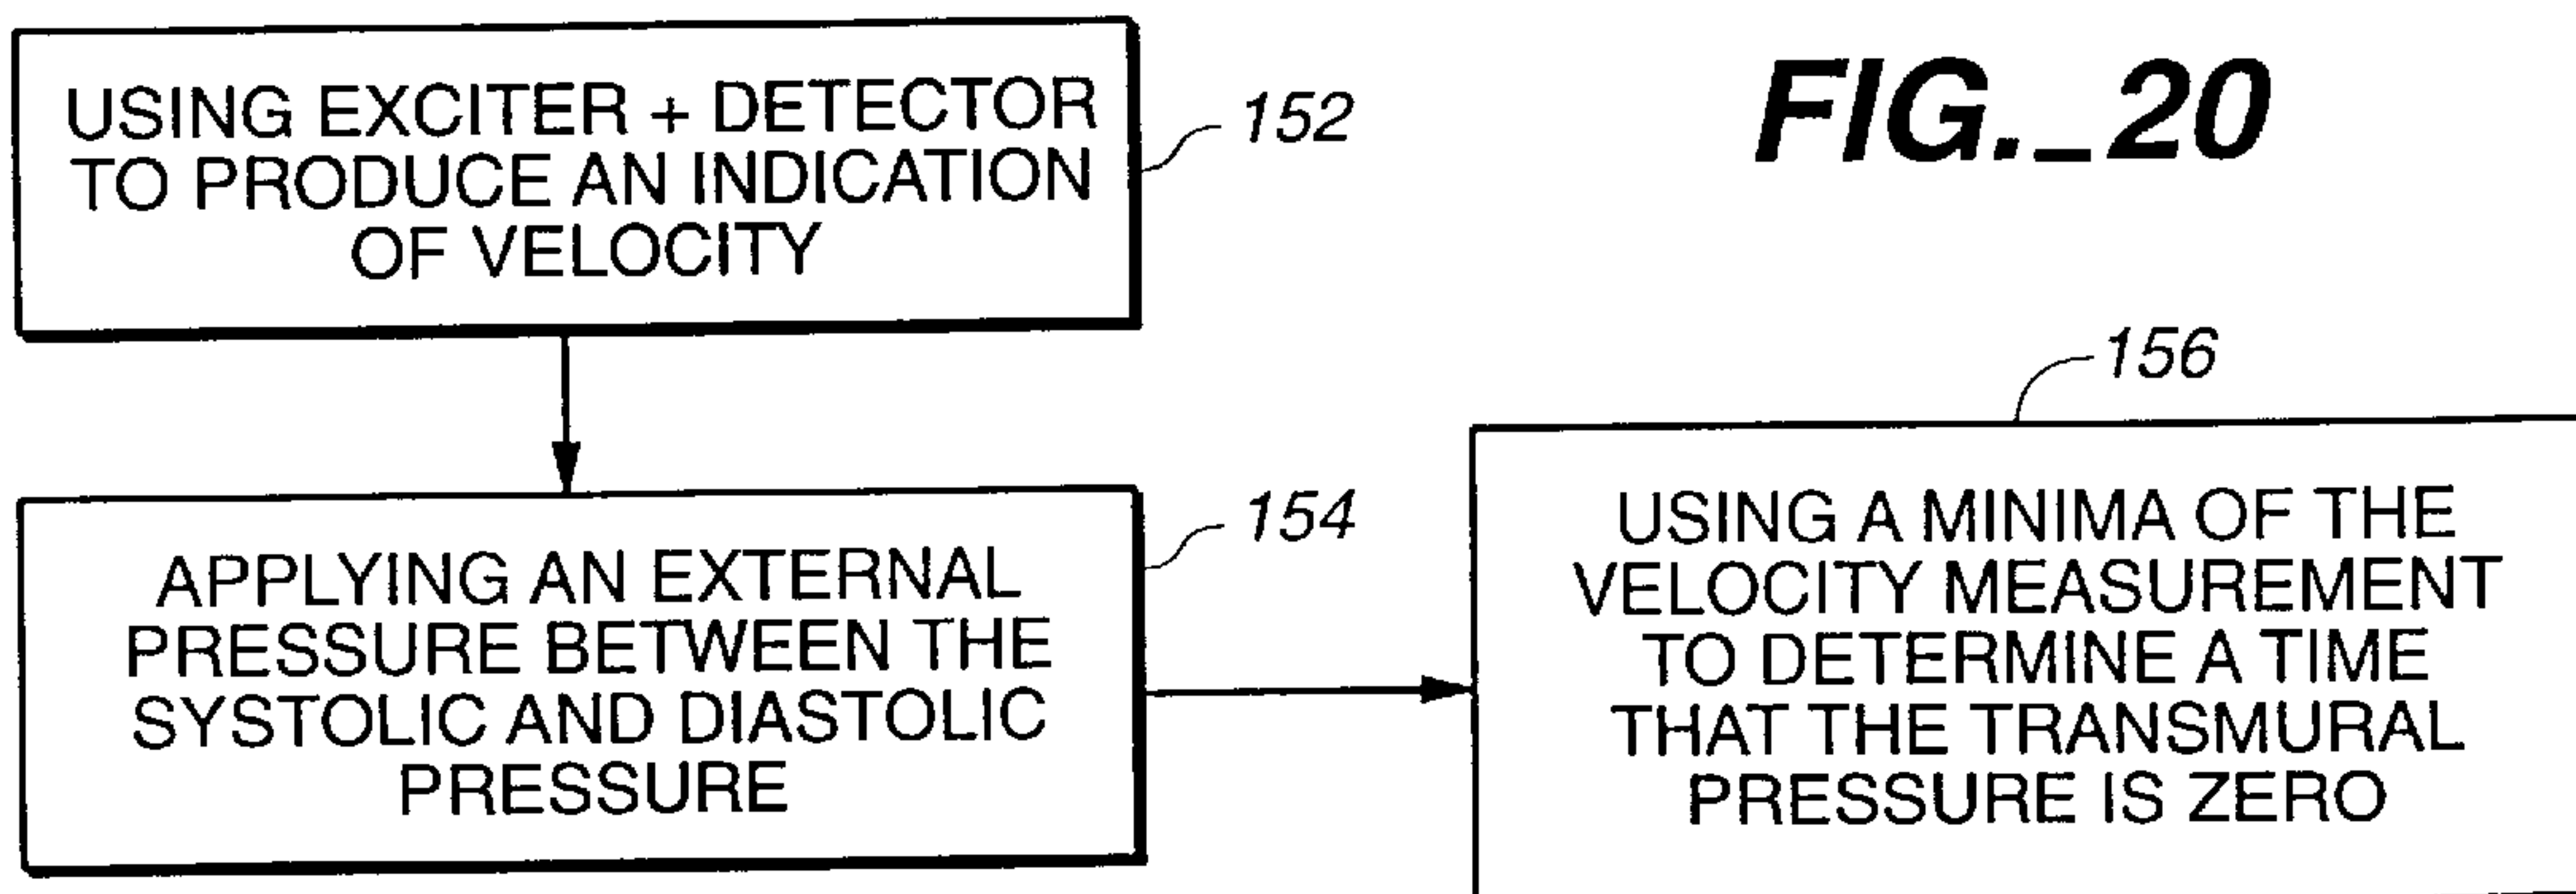 FIG._20
USING EXCITER + DETECTOR
TO PRODUCE AN INDICATION
OF VELOCITY
152
APPLYING AN EXTERNAL
PRESSURE BETWEEN THE
SYSTOLIC AND DIASTOLIC
PRESSURE
154
156
USING A MINIMA OF THE
VELOCITY MEASUREMENT
TO DETERMINE A TIME
THAT THE TRANSMURAL
PRESSURE IS ZERO